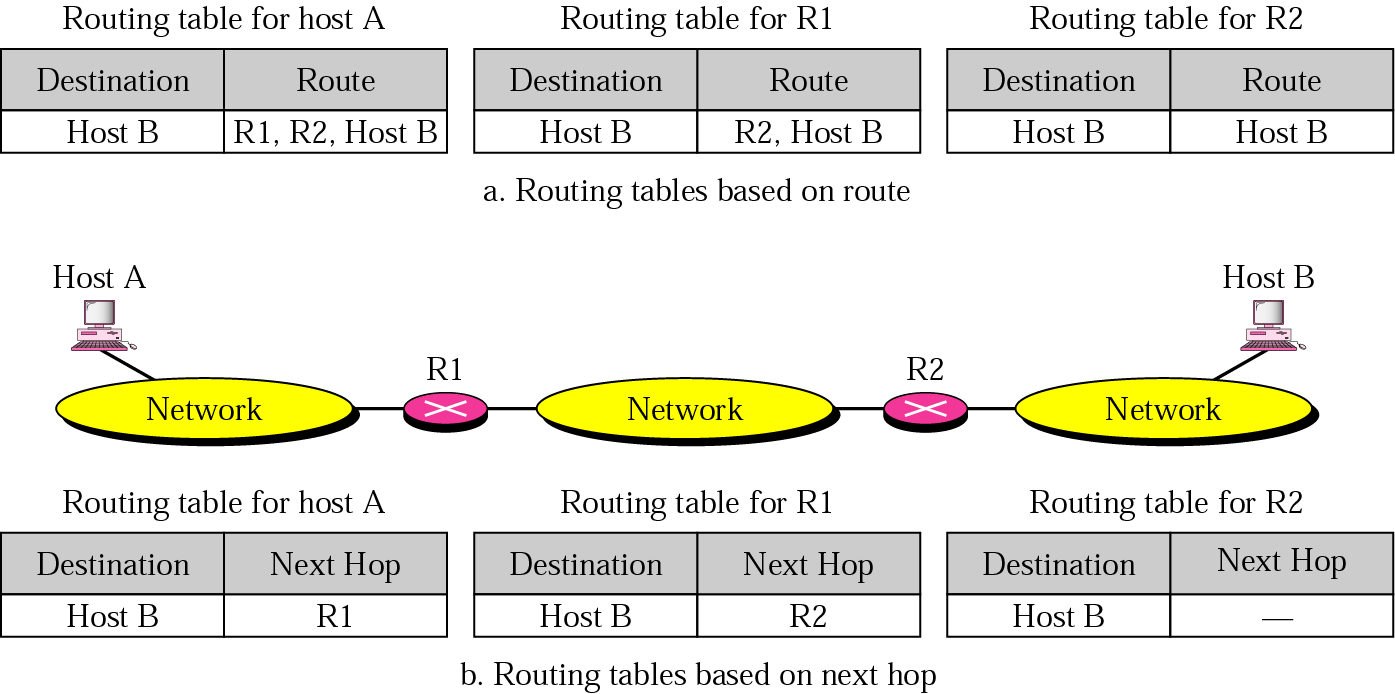 Routing table for host A Routing table for R1 Routing table for R2
Destination Route Destination Route Destination Route
Host B R1, R2, Host B Host B R2, Host B Host B Host B
a. Routing tables based on route
Host A Host B
R1 R2
Network Network Network
Routing table for host A Routing table for R1 Routing table for R2
Destination Next Hop Destination Next Hop Destination Next Hop
Host B R1 Host B R2 Host B —
b. Routing tables based on next hop